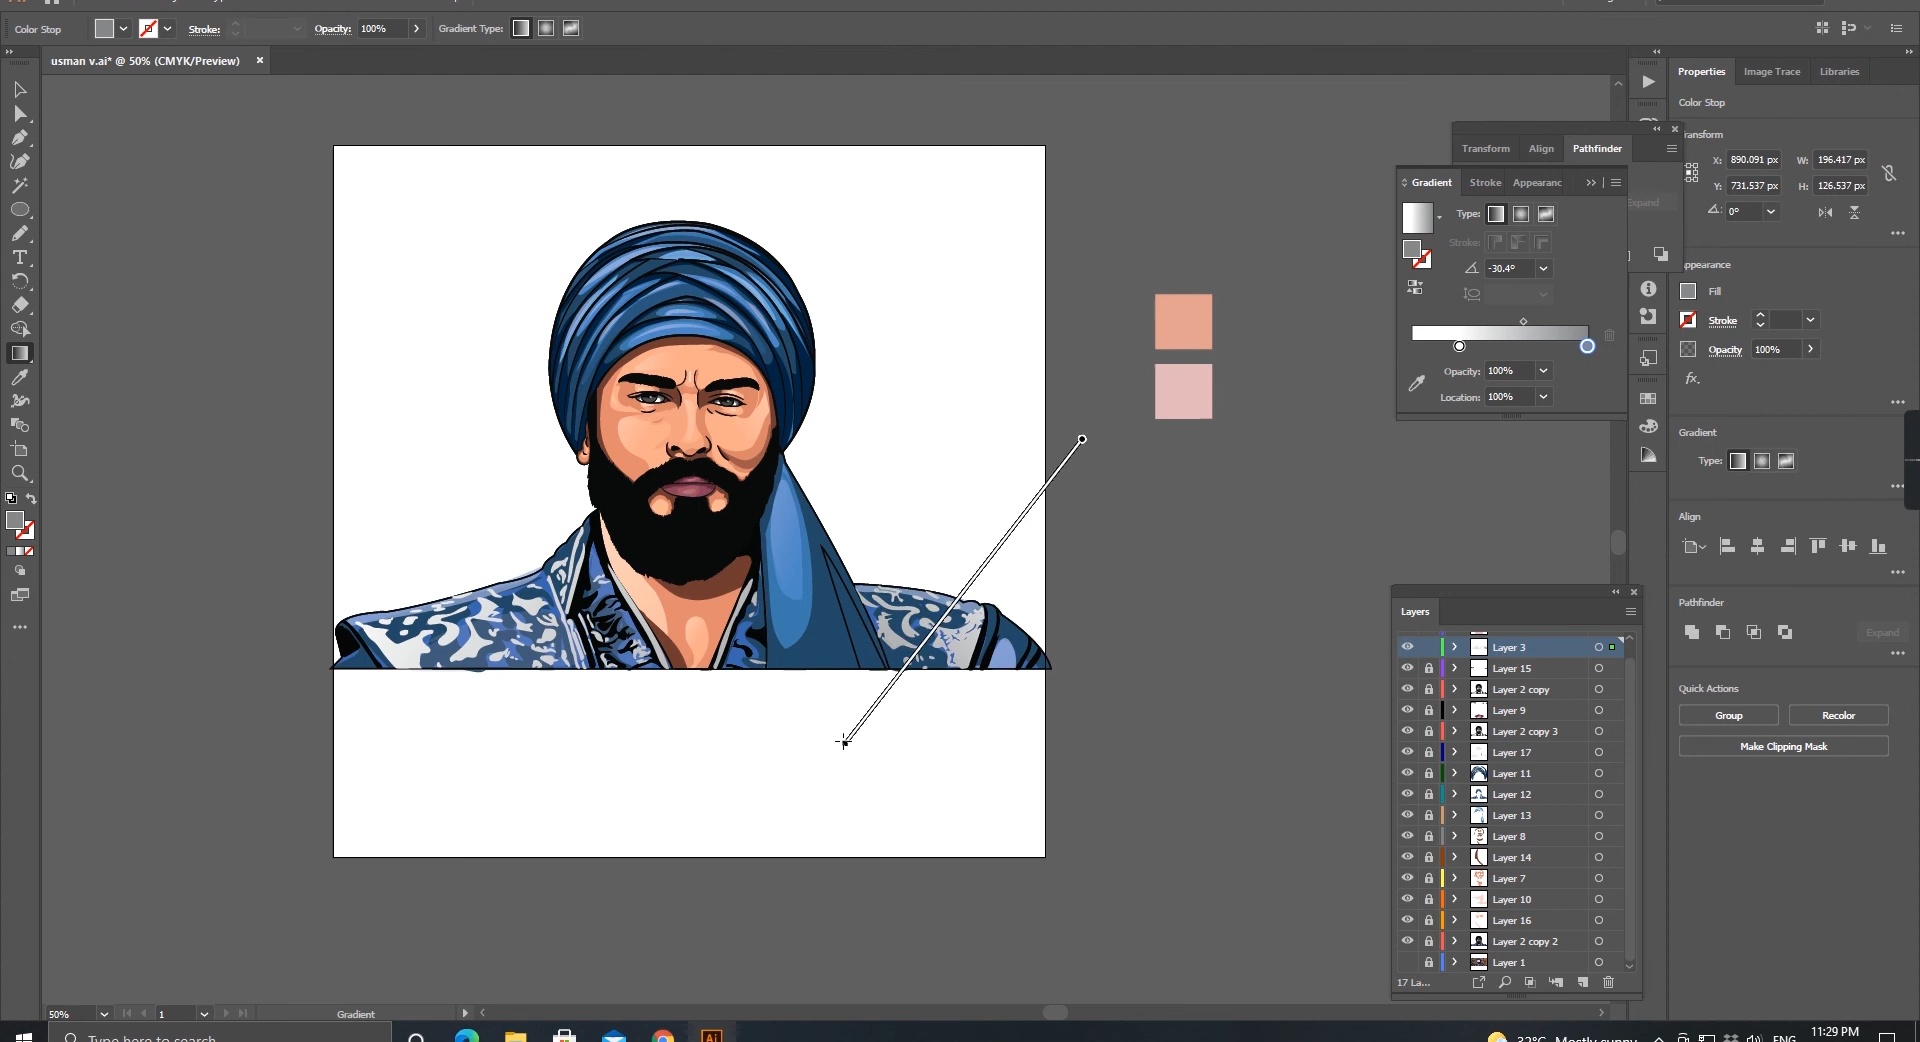 Color Stop
Stroke:
Opacity: 100%
Gradient Type:
usman v.ai* @ 50% (CMYK/Preview) ×
Properties Image Trace Libraries
Color Stop
Transform
X: 890.091 px W: 196.417 px
Y: 731.537 px H: 126.537 px
0°
Appearance
Fill
Stroke
Opacity 100%
fx.
Gradient
Type:
Align
Pathfinder
Expand
Quick Actions
Group Recolor
Make Clipping Mask
Transform Align Pathfinder
Expand
Gradient Stroke Appearanc
Type:
Stroke:
-30.4°
Opacity: 100%
Location: 100%
Layers
Layer 3
Layer 15
Layer 2 copy
Layer 9
Layer 2 copy 3
Layer 17
Layer 11
Layer 12
Layer 13
Layer 8
Layer 14
Layer 7
Layer 10
Layer 16
Layer 2 copy 2
Layer 1
17 La...
50% 1 Gradient
Type here to search
Ai
32°C Mostly sunny
ENG
11:29 PM